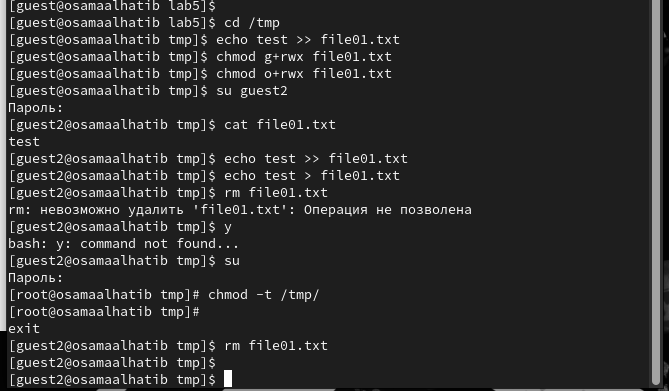 [guest@osamaalhatib lab5]$
[guest@osamaalhatib lab5]$ cd /tmp
[guest@osamaalhatib tmp]$ echo test >> file01.txt
[guest@osamaalhatib tmp]$ chmod g+rwx file01.txt
[guest@osamaalhatib tmp]$ chmod o+rwx file01.txt
[guest@osamaalhatib tmp]$ su guest2
Пароль:
[guest2@osamaalhatib tmp]$ cat file01.txt
test
[guest2@osamaalhatib tmp]$ echo test >> file01.txt
[guest2@osamaalhatib tmp]$ echo test > file01.txt
[guest2@osamaalhatib tmp]$ rm file01.txt
rm: невозможно удалить 'file01.txt': Операция не позволена
[guest2@osamaalhatib tmp]$ y
bash: y: command not found...
[guest2@osamaalhatib tmp]$ su
Пароль:
[root@osamaalhatib tmp]# chmod -t /tmp/
[root@osamaalhatib tmp]#
exit
[guest2@osamaalhatib tmp]$ rm file01.txt
[guest2@osamaalhatib tmp]$
[guest2@osamaalhatib tmp]$